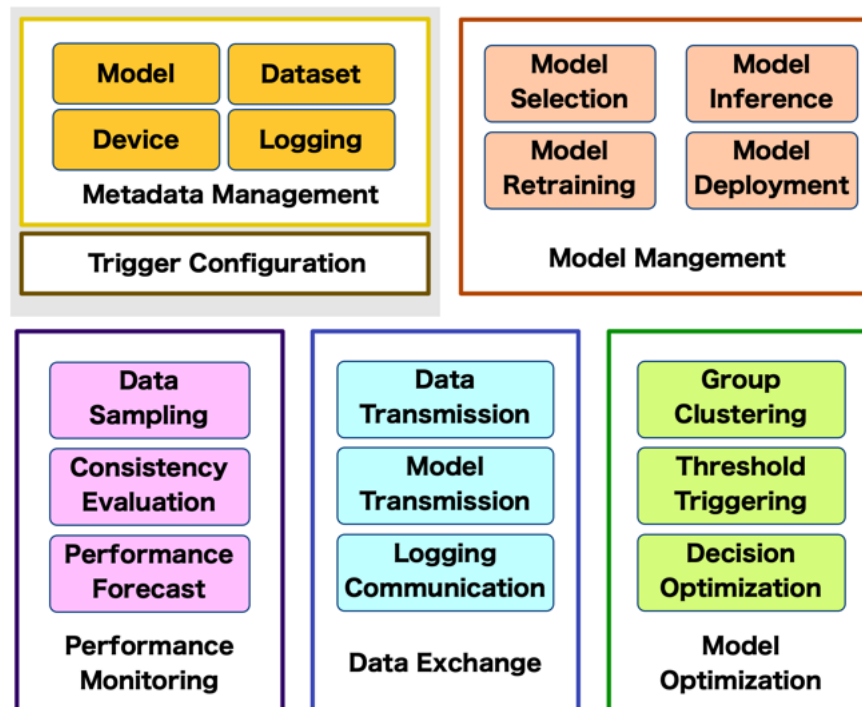 Model
Dataset
Device
Logging
Metadata Management
Trigger Configuration
Model
Selection
Model
Inference
Model
Retraining
Model
Deployment
Model Mangement
Data
Sampling
Consistency
Evaluation
Performance
Forecast
Performance
Monitoring
Data
Transmission
Model
Transmission
Logging
Communication
Data Exchange
Group
Clustering
Threshold
Triggering
Decision
Optimization
Model
Optimization